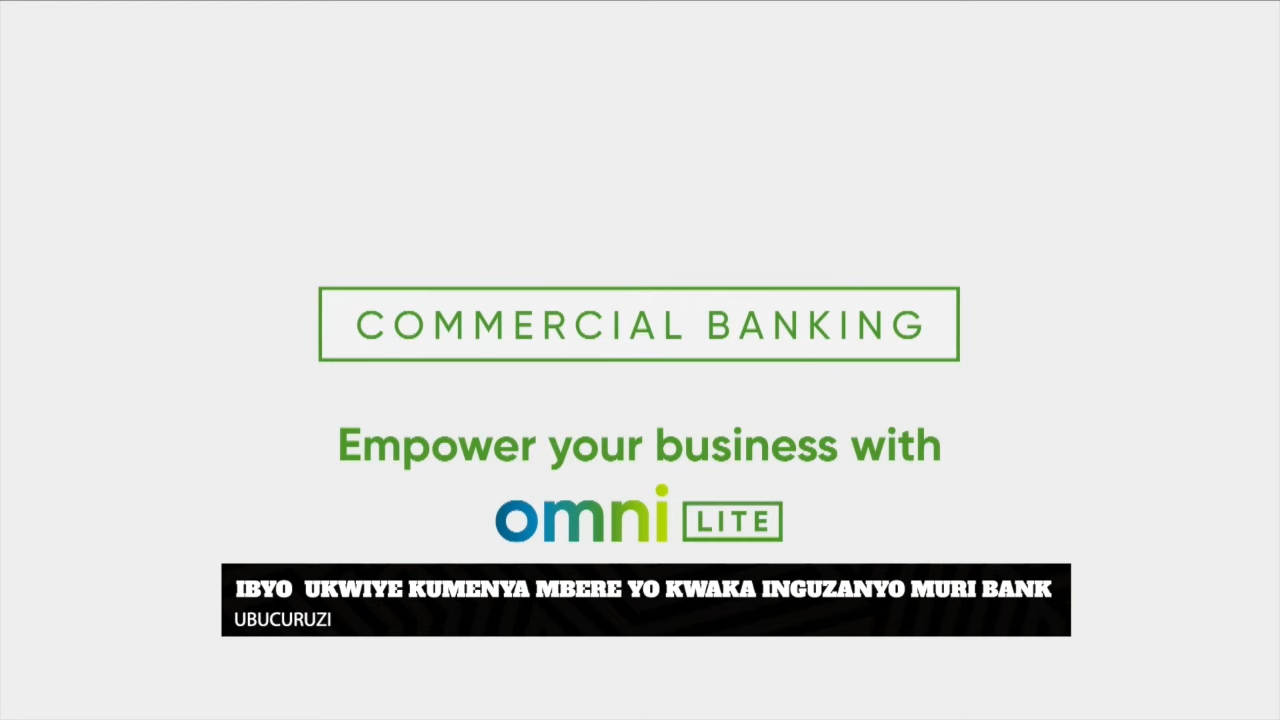 COMMERCIAL BANKING
Empower your business with
omni LITE
IBYO UKWIYE KUMENYA MBERE YO KWAKA INGUZANYO MURI BANK
UBUCURUZI